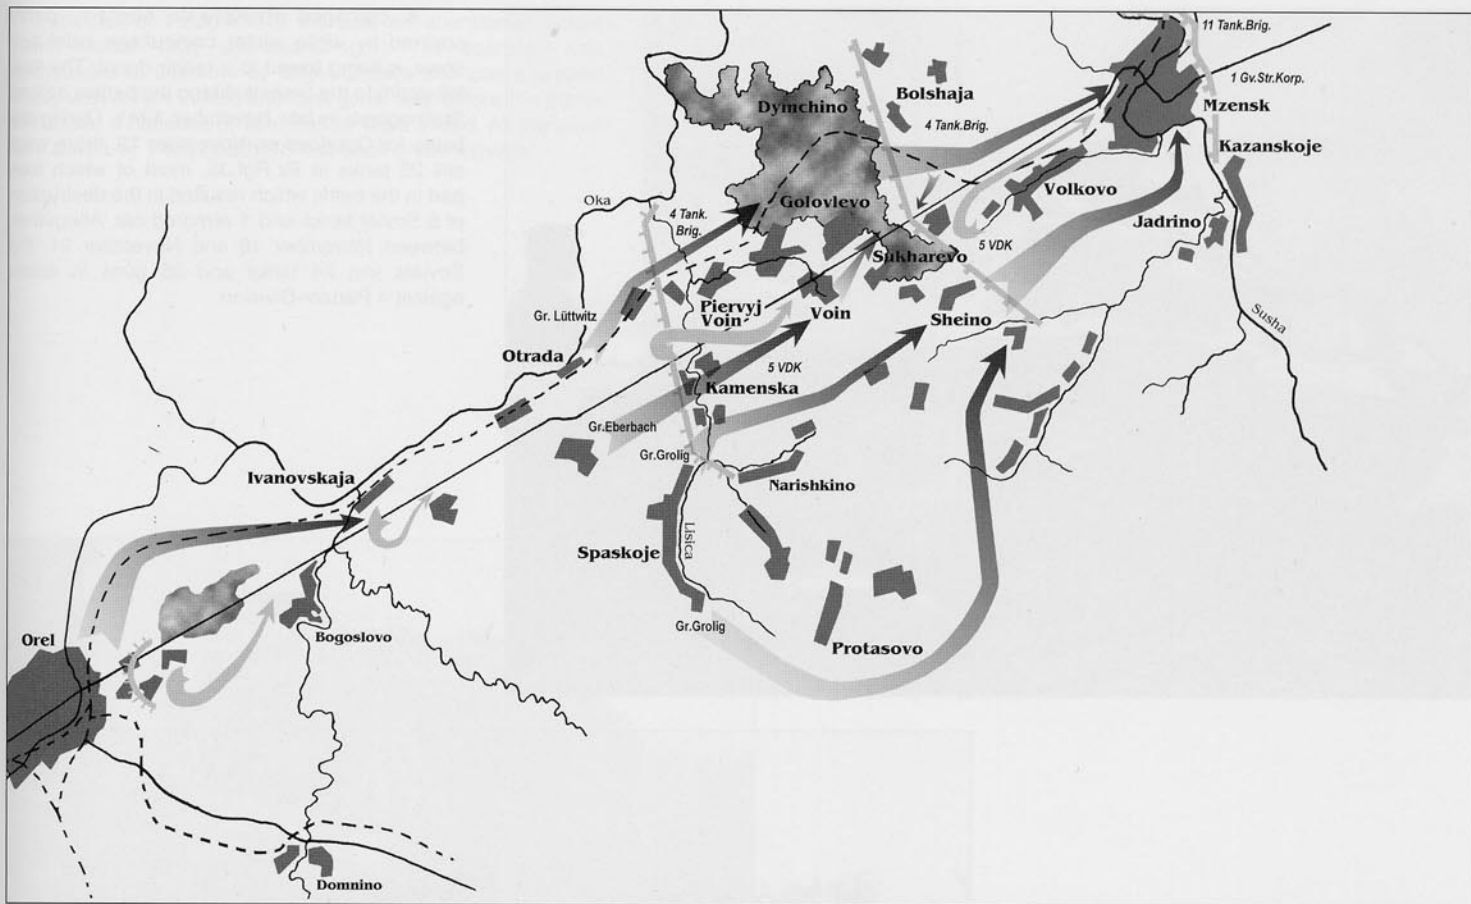 11 Tank.Brig.
1 Gv.Str.Korp.
Mzensk
Kazanskoje
Bolshaja
4 Tank.Brig.
Dymchino
Volkovo
Golovlevo
Oka
4 Tank.
Brig.
Jadrino
5 VDK
Sukharevo
Susha
Piervyj
Voin
Voin
Sheino
Gr. Lüttwitz
Otrada
5 VDK
Kamenska
Gr.Eberbach
Gr.Grolig
Narishkino
Ivanovskaja
Lisica
Spaskoje
Gr.Grolig
Protasovo
Orel
Bogoslovo
Domnino